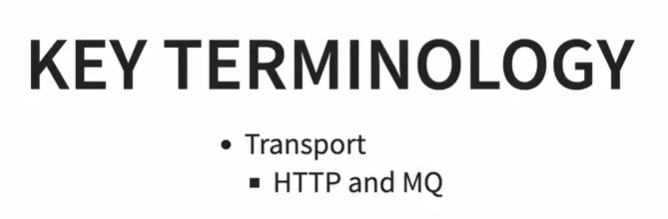 KEY TERMINOLOGY
• Transport
▪ HTTP and MQ